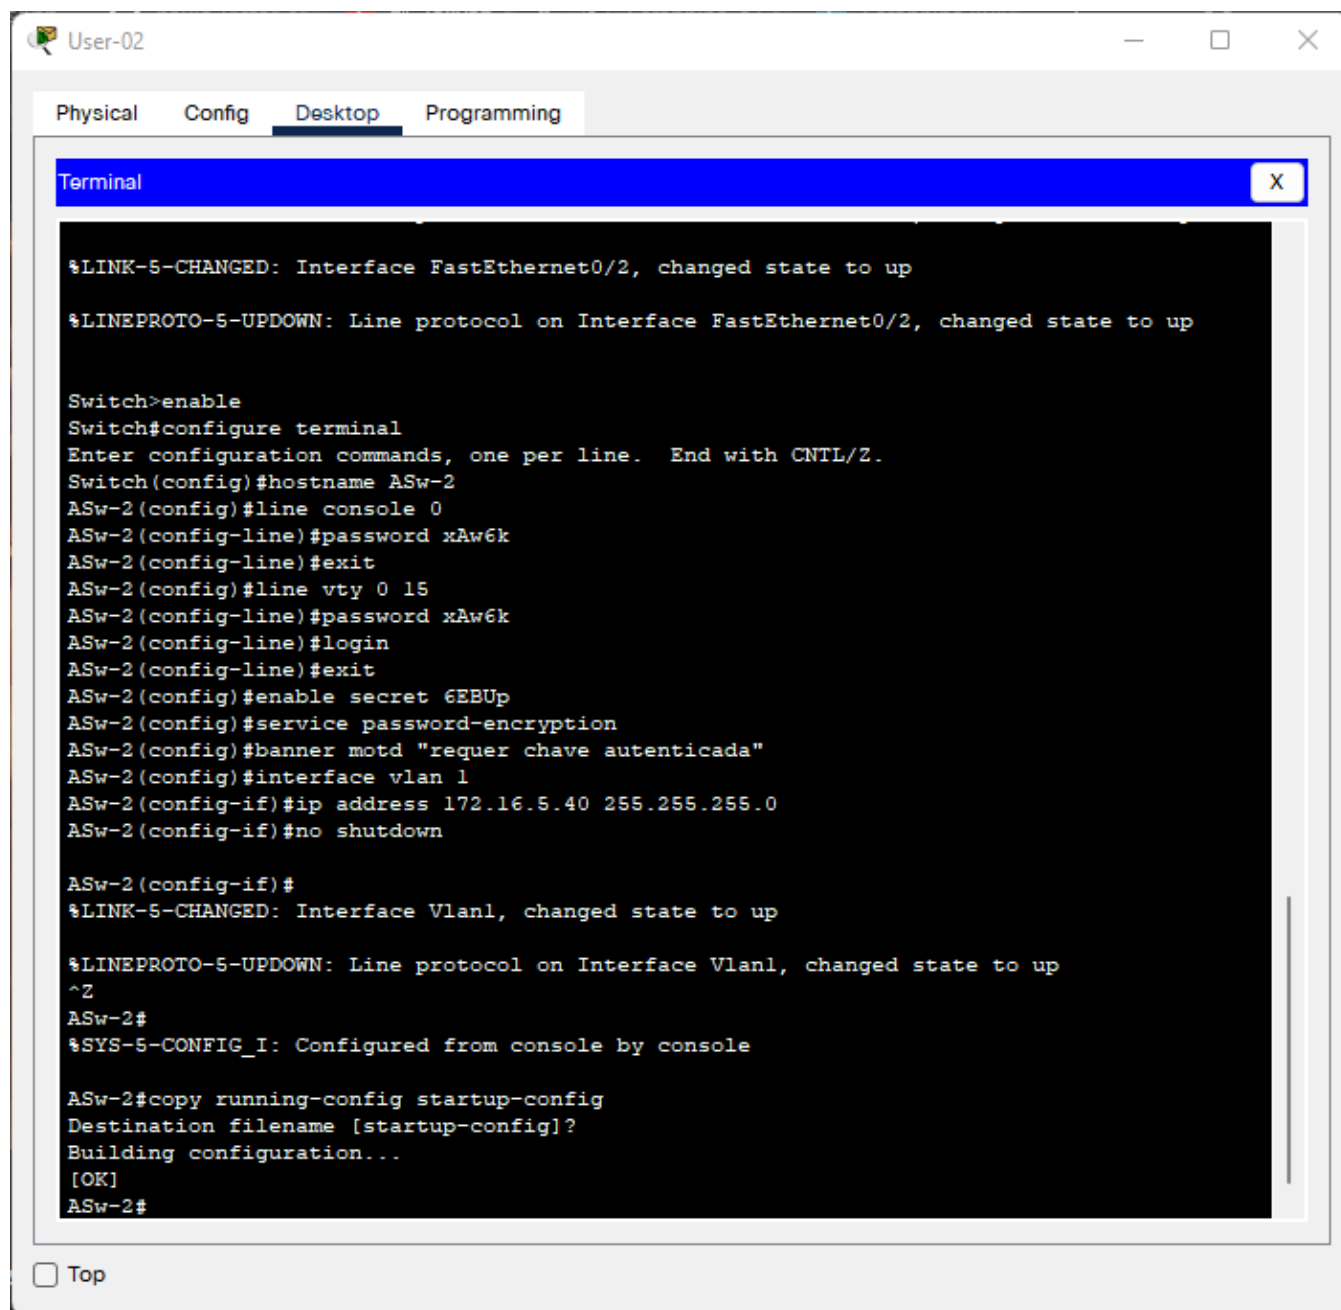 User-02
Physical Config Desktop Programming
Terminal
X
%LINK-5-CHANGED: Interface FastEthernet0/2, changed state to up
%LINEPROTO-5-UPDOWN: Line protocol on Interface FastEthernet0/2, changed state to up
Switch>enable
Switch#configure terminal
Enter configuration commands, one per line.  End with CNTL/Z.
Switch(config)#hostname ASw-2
ASw-2(config)#line console 0
ASw-2(config-line)#password xAw6k
ASw-2(config-line)#exit
ASw-2(config)#line vty 0 15
ASw-2(config-line)#password xAw6k
ASw-2(config-line)#login
ASw-2(config-line)#exit
ASw-2(config)#enable secret 6EBUp
ASw-2(config)#service password-encryption
ASw-2(config)#banner motd "requer chave autenticada"
ASw-2(config)#interface vlan 1
ASw-2(config-if)#ip address 172.16.5.40 255.255.255.0
ASw-2(config-if)#no shutdown
ASw-2(config-if)#
%LINK-5-CHANGED: Interface Vlan1, changed state to up
%LINEPROTO-5-UPDOWN: Line protocol on Interface Vlan1, changed state to up
^Z
ASw-2#
%SYS-5-CONFIG_I: Configured from console by console
ASw-2#copy running-config startup-config
Destination filename [startup-config]?
Building configuration...
[OK]
ASw-2#
Top